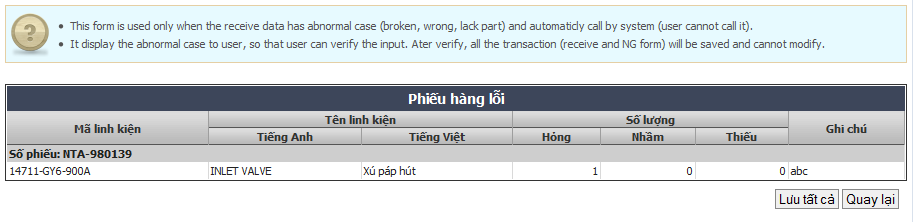 This form is used only when the receive data has abnormal case (broken, wrong, lack part) and automaticly call by system (user cannot call it).
It display the abnormal case to user, so that user can verify the input. Ater verify, all the transaction (receive and NG form) will be saved and cannot modify.
Phiếu hàng lỗi
Mã linh kiện Tên linh kiện Số lượng Ghi chú
Tiếng Anh Tiếng Việt Hỏng Nhầm Thiếu
Số phiếu: NTA-980139
14711-GY6-900A INLET VALVE Xú páp hút 1 0 0 abc
Lưu tất cả Quay lại